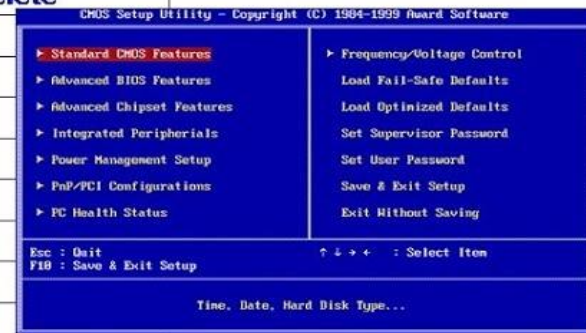 CMOS Setup Utility - Copyright (C) 1984-1999 Award Software
▶ Standard CMOS Features
▶ Advanced BIOS Features
▶ Advanced Chipset Features
▶ Integrated Peripherials
▶ Power Management Setup
▶ PnP/PCI Configurations
▶ PC Health Status
▶ Frequency/Voltage Control
Load Fail-Safe Defaults
Load Optimized Defaults
Set Supervisor Password
Set User Password
Save & Exit Setup
Exit Without Saving
Esc : Quit
F10 : Save & Exit Setup
↑ ↓ → ← : Select Item
Time, Date, Hard Disk Type...